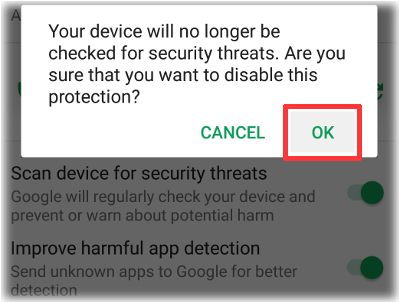 A
Your device will no longer be
checked for security threats. Are you
sure that you want to disable this
protection?
CANCEL OK
Scan device for security threats
Google will regularly check your device and
prevent or warn about potential harm
Improve harmful app detection
Send unknown apps to Google for better
detection